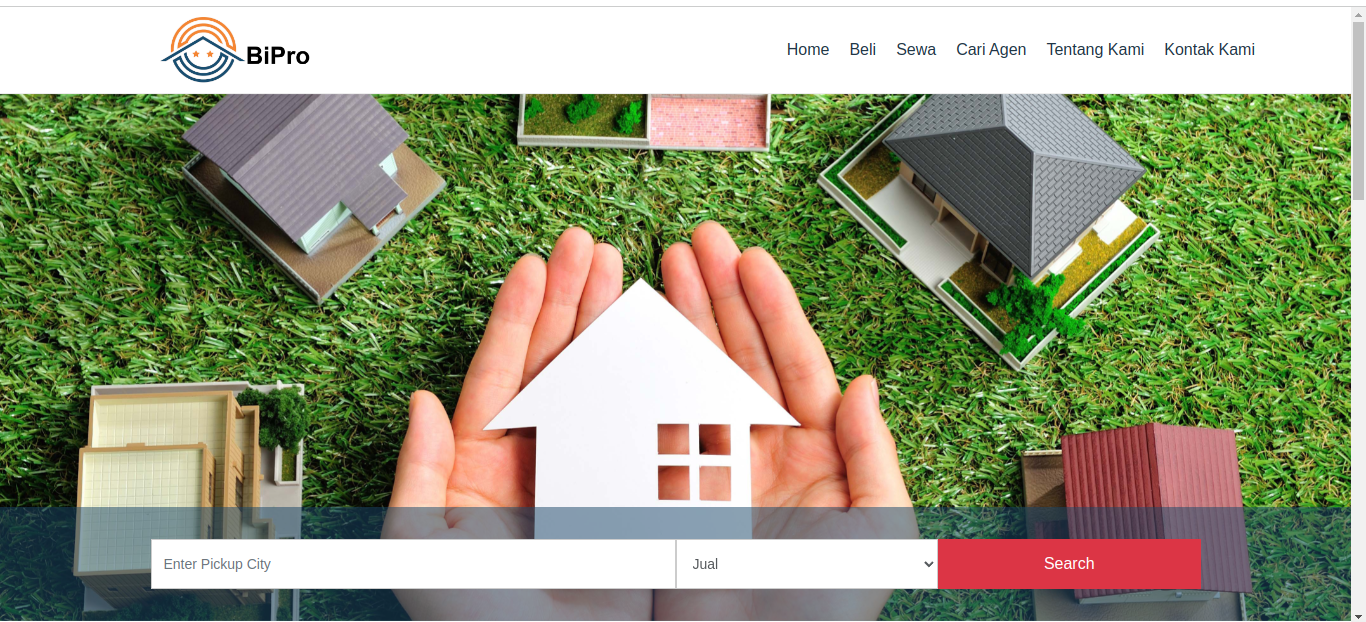 BiPro
Home Beli Sewa Cari Agen Tentang Kami Kontak Kami
Enter Pickup City Jual Search